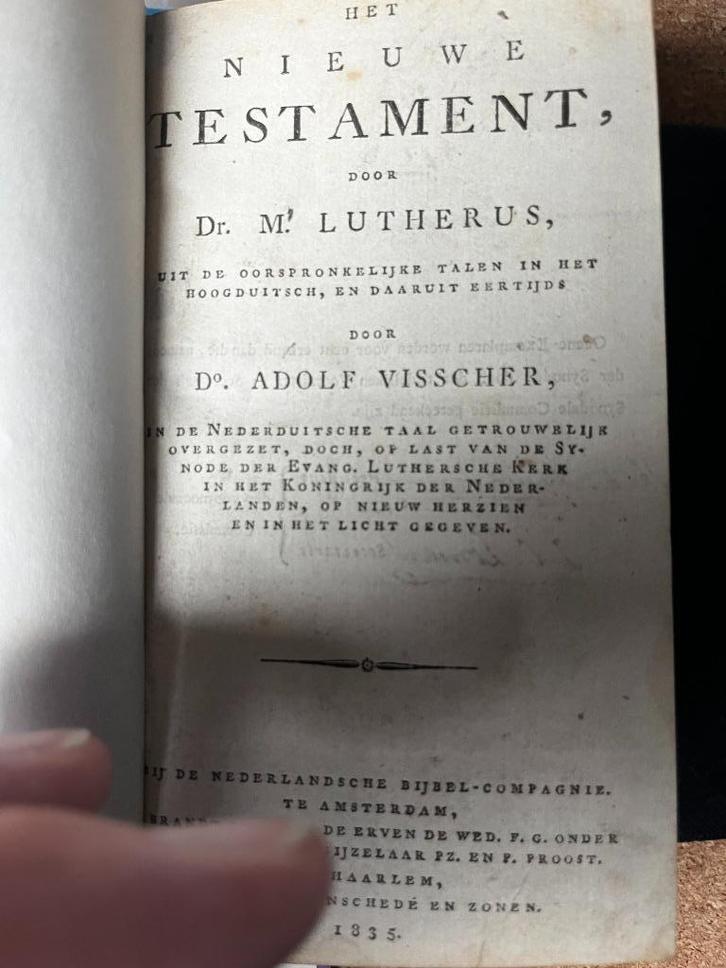 HET
NIEUWE
TESTAMENT,
DOOR
Dr. M. LUTHERUS,
UIT DE OORSPRONKELIJKE TALEN IN HET
HOOGDUITSCH, EN DAARUIT EERTIJDS
DOOR
Do. ADOLF VISSCHER,
IN DE NEDERDUITSCHE TAAL GETROUWELIJK
OVERGEZET, DOCH, OP LAST VAN DE SY-
NODE DER EVANG. LUTHERSCHE KERK
IN HET KONINGRIJK DER NEDER-
LANDEN, OP NIEUW HERZIEN
EN IN HET LICHT GEGEVEN.
BIJ DE NEDERLANDSCHE BIJBEL-COMPAGNIE.
TE AMSTERDAM,
DE ERVEN DE WED. F. G. ONDER
PZ. EN P. PROOST.
HAARLEM,
EN ZONEN.
1835.